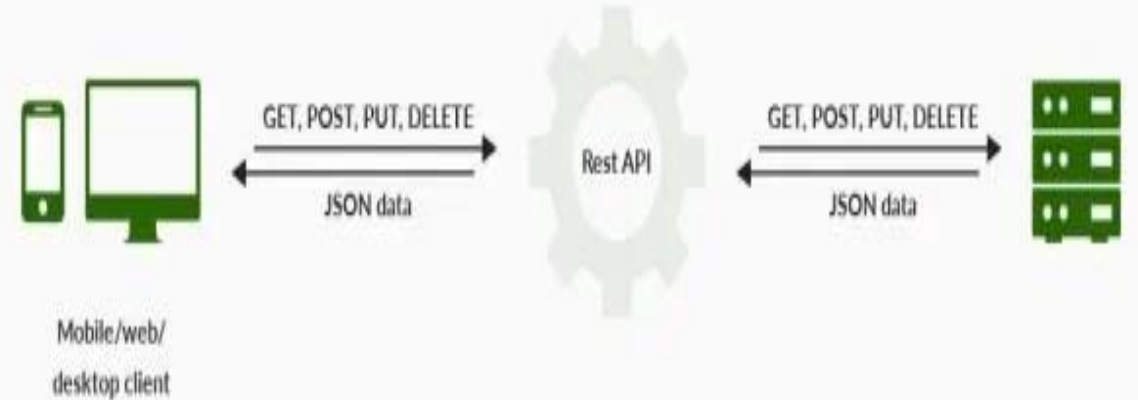 GET, POST, PUT, DELETE
JSON data
Rest API
GET, POST, PUT, DELETE
JSON data
Mobile/web/
desktop client